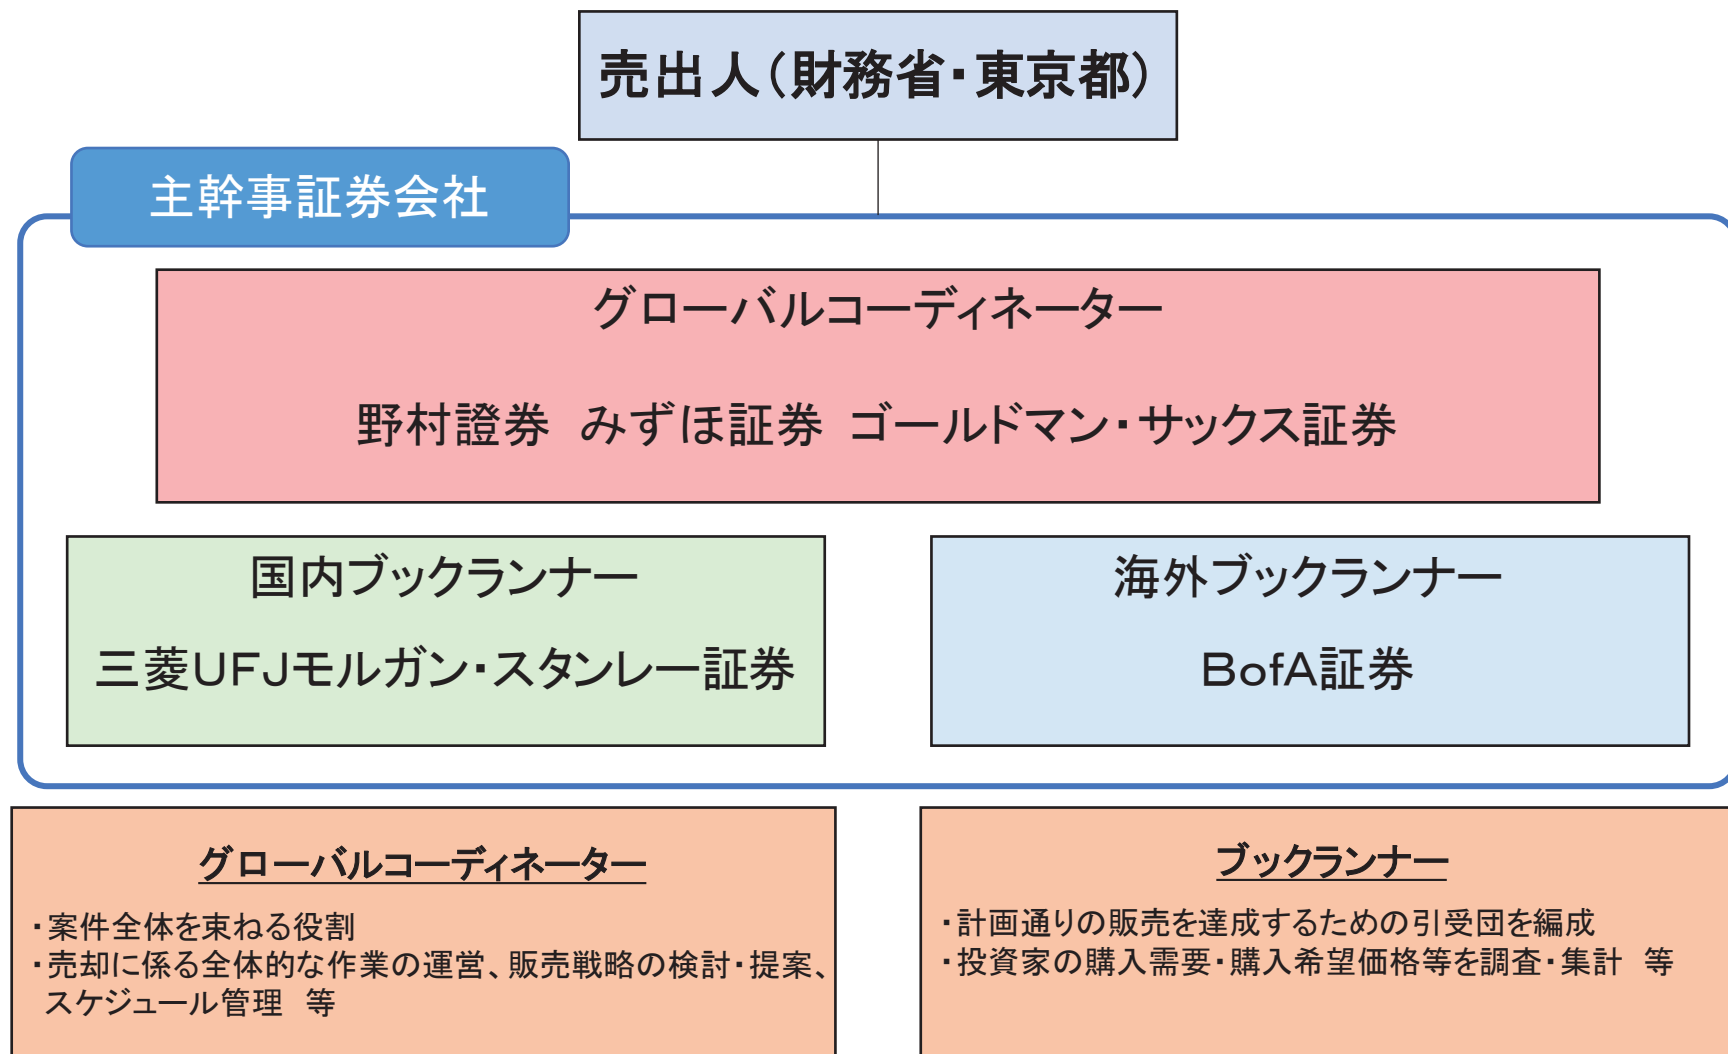 売出人（財務省・東京都）
主幹事証券会社
グローバルコーディネーター
野村證券　みずほ証券　ゴールドマン・サックス証券
国内ブックランナー
三菱ＵＦＪモルガン・スタンレー証券
海外ブックランナー
BofA証券
グローバルコーディネーター
・案件全体を束ねる役割
・売却に係る全体的な作業の運営、販売戦略の検討・提案、
スケジュール管理　等
ブックランナー
・計画通りの販売を達成するための引受団を編成
・投資家の購入需要・購入希望価格等を調査・集計　等